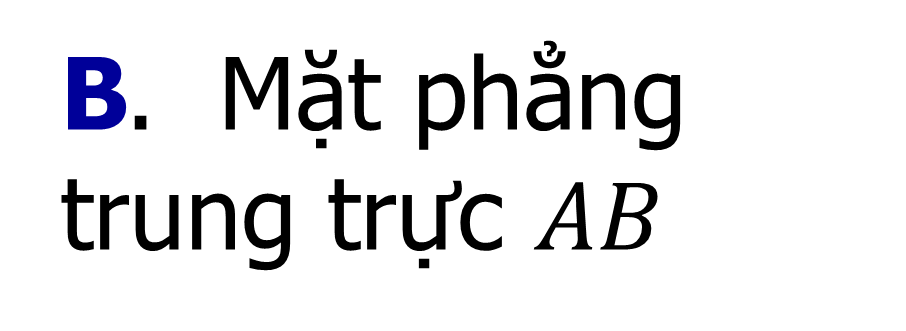 B. Mặt phẳng
trung trực AB